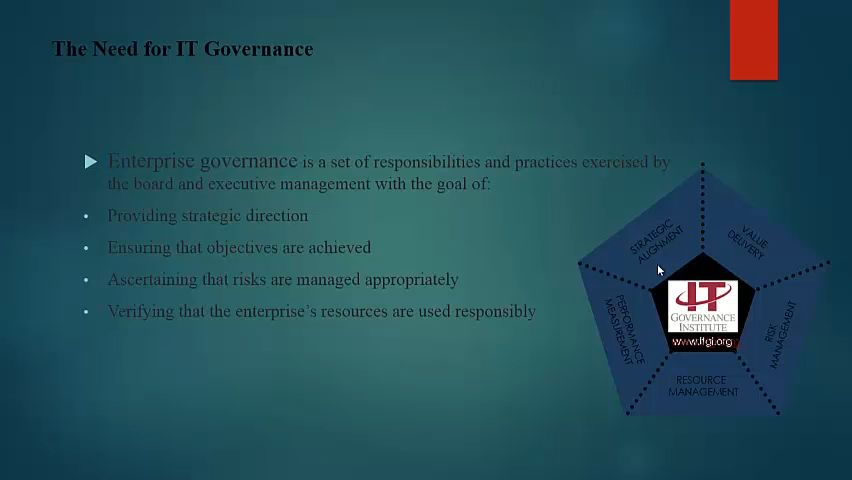 The Need for IT Governance
Enterprise governance is a set of responsibilities and practices exercised by
the board and executive management with the goal of:
Providing strategic direction
Ensuring that objectives are achieved
Ascertaining that risks are managed appropriately
Verifying that the enterprise's resources are used responsibly
STRATEGIC
ALIGNMENT
VALUE
DELIVERY
PERFORMANCE
MEASUREMENT
IT
GOVERNANCE
INSTITUTE
www.itgi.org
RISK
MANAGEMENT
RESOURCE
MANAGEMENT